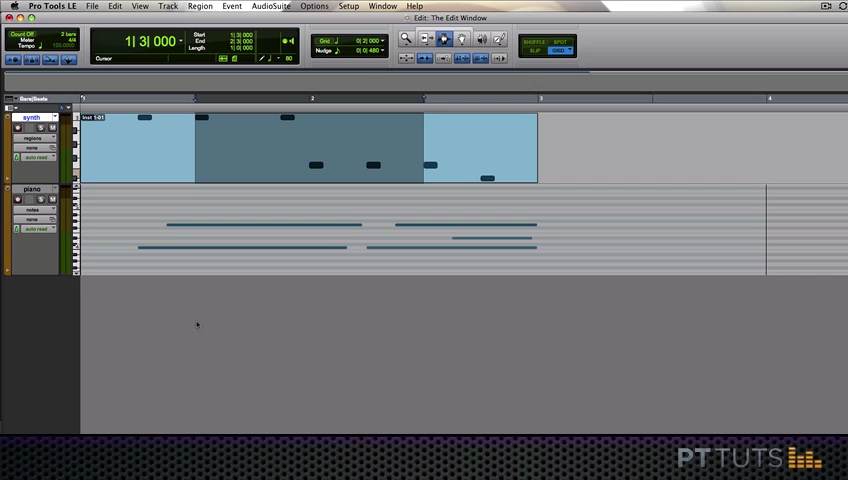 Pro Tools LE File Edit View Track Region Event AudioSuite Options Setup Window Help
Edit: The Edit Window
Count Off 2 bars
Meter 4/4
Tempo 120.0000
1| 3| 000
Start 1| 3| 000
End 2| 3| 000
Length 1| 0| 000
Cursor
80
Grid 0| 2| 000
Nudge 0| 0| 480
SHUFFLE SPOT
SLIP GRID
Bars|Beats
1 2 3 4
synth
Inst 1-01
S M
regions
none
auto read
piano
S M
notes
none
auto read
PT TUTS